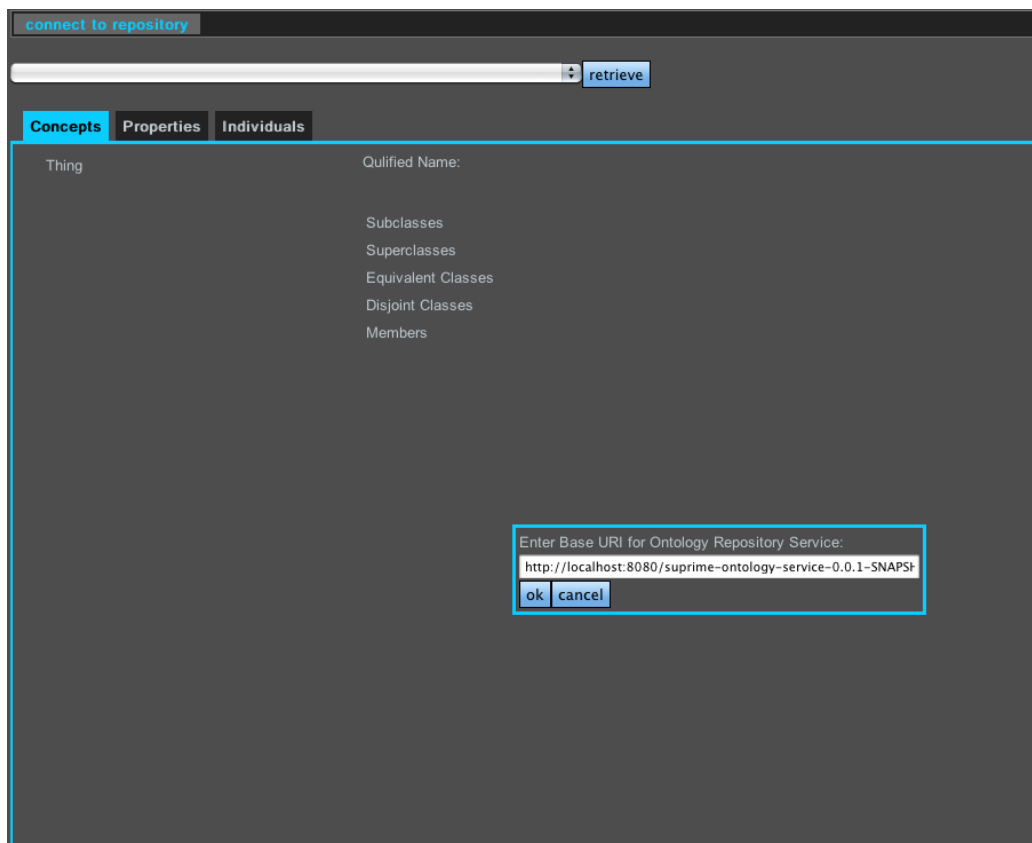 connect to repository
retrieve
Concepts Properties Individuals
Thing
Qulified Name:
Subclasses
Superclasses
Equivalent Classes
Disjoint Classes
Members
Enter Base URI for Ontology Repository Service:
http://localhost:8080/suprime-ontology-service-0.0.1-SNAPSH
ok cancel